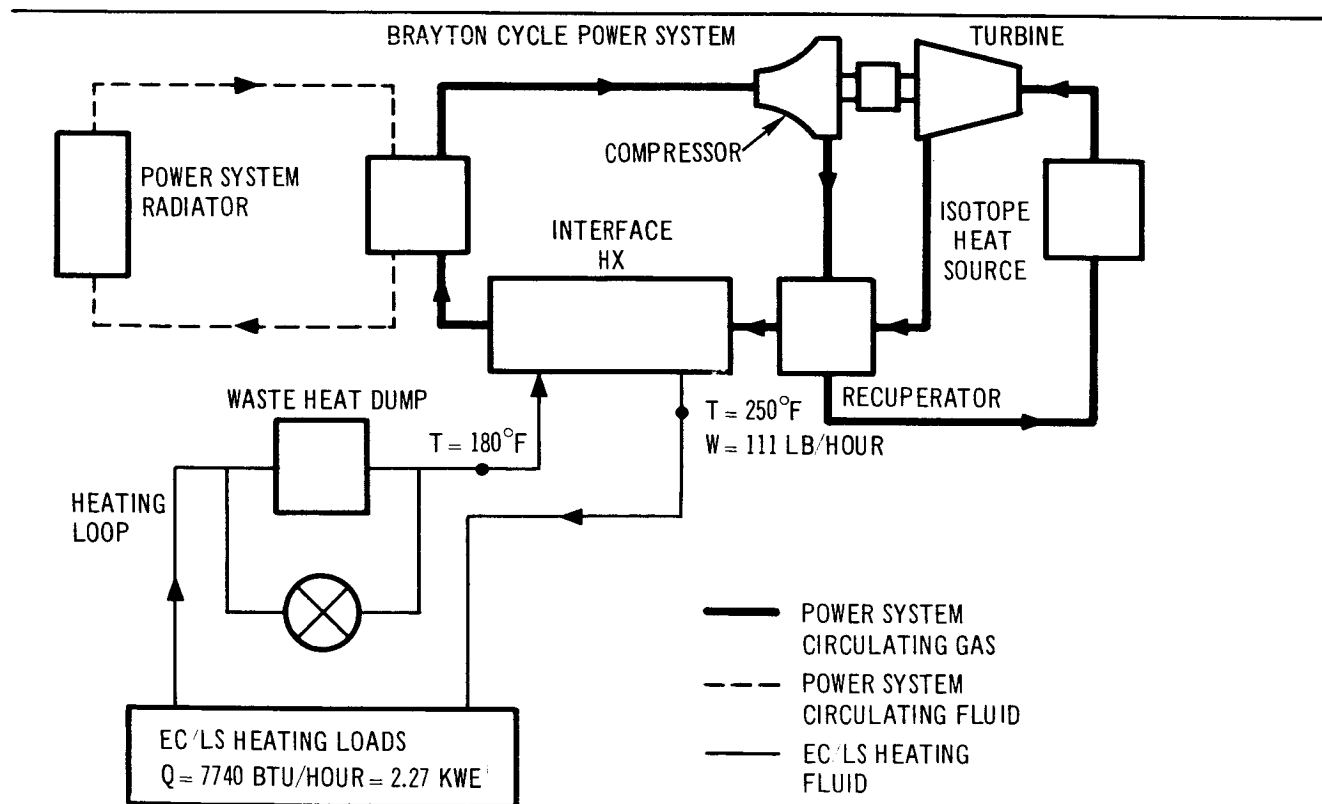 BRAYTON CYCLE POWER SYSTEM
TURBINE
COMPRESSOR
POWER SYSTEM
RADIATOR
INTERFACE
HX
ISOTOPE
HEAT
SOURCE
RECUPERATOR
WASTE HEAT DUMP
T = 180°F
T = 250°F
W = 111 LB/HOUR
HEATING
LOOP
EC/LS HEATING LOADS
Q = 7740 BTU/HOUR = 2.27 KWE
POWER SYSTEM
CIRCULATING GAS
POWER SYSTEM
CIRCULATING FLUID
EC/LS HEATING
FLUID